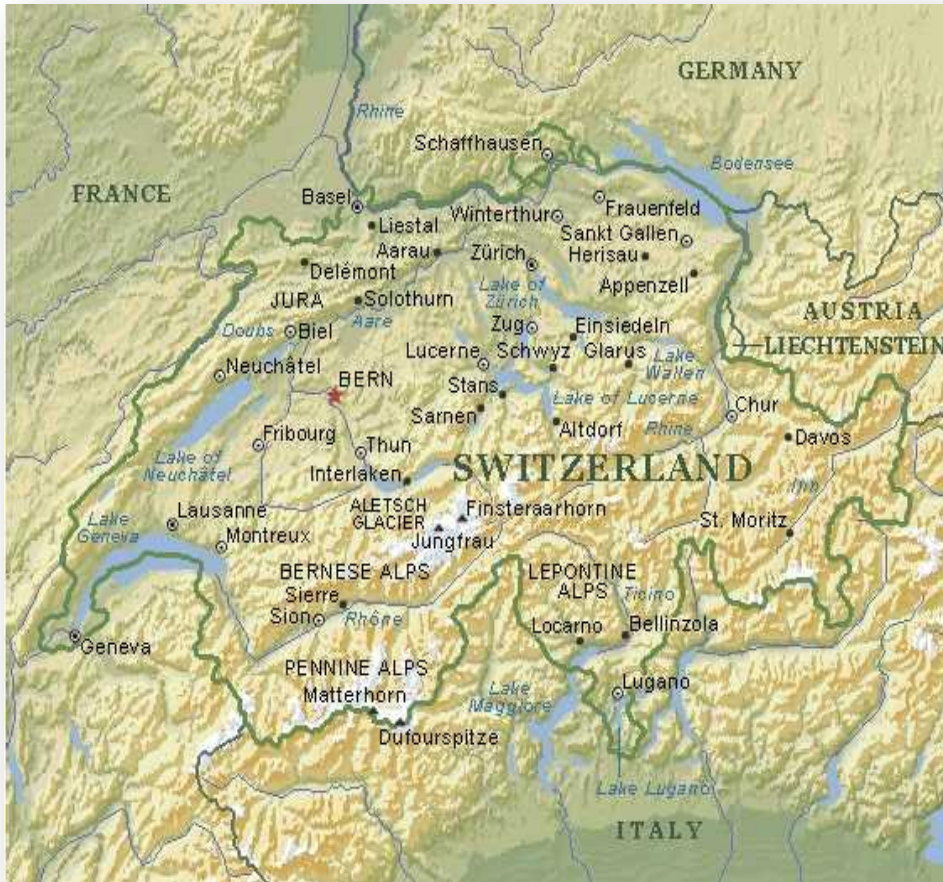 GERMANY
Rhine
Schaffhausen
Bodensee
FRANCE
Basel
Winterthur
Frauenfeld
Liestal
Sankt Gallen
Aarau
Zürich
Herisau
Delémont
Appenzell
JURA
Solothurn
Lake of
Zürich
AUSTRIA
Doubs
Biel
Aare
Zug
Einsiedeln
LIECHTENSTEIN
Lucerne
Schwyz
Glarus
Lake
Wallen
Neuchâtel
BERN
Stans
Lake of Lucerne
Sarnen
Chur
Altdorf
Rhine
Fribourg
Thun
Davos
Lake of
Neuchâtel
Interlaken
SWITZERLAND
Inn
Lausanne
ALETSCH
GLACIER
Finsteraarhorn
St. Moritz
Lake
Geneva
Montreux
Jungfrau
BERNESE ALPS
LEPONTINE
ALPS
Sierre
Ticino
Sion
Rhône
Locarno
Bellinzola
Geneva
PENNINE ALPS
Lugano
Matterhorn
Lake
Maggiore
Dufourspitze
Lake Lugano
ITALY